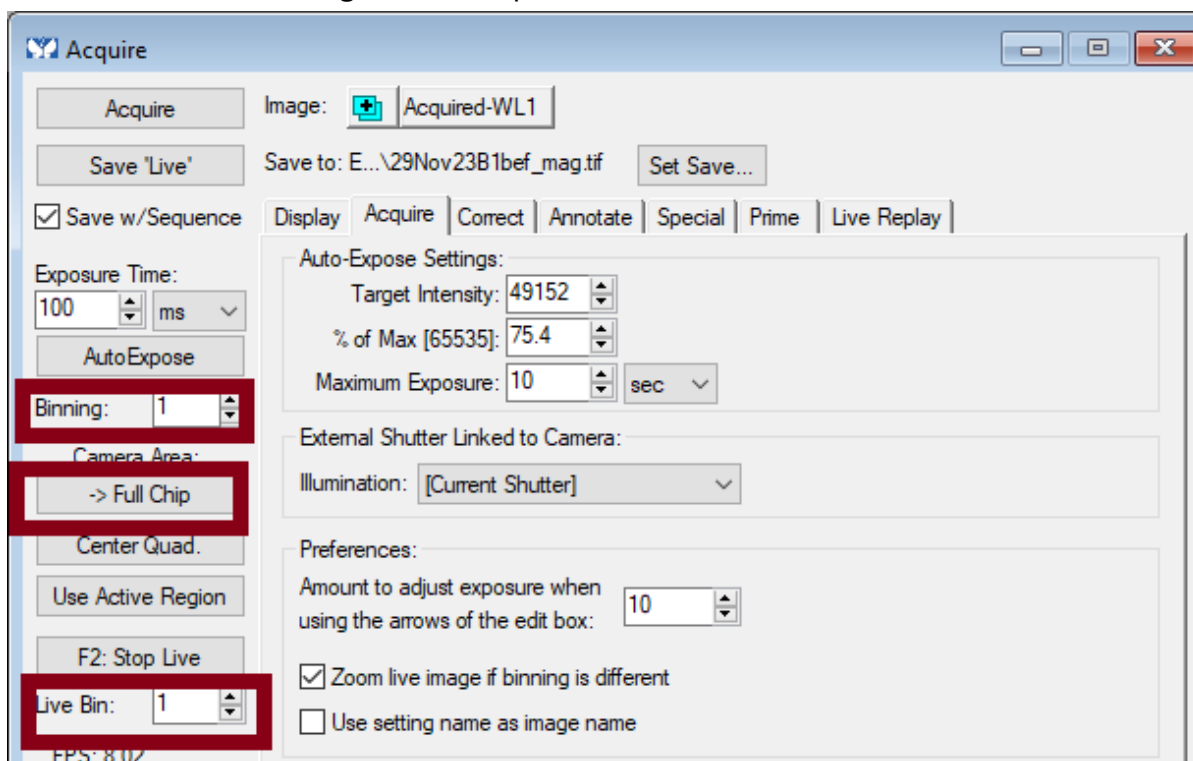 Acquire
Acquire
Image:
Acquired-WL1
Save 'Live'
Save to: E...\29Nov23B1bef_mag.tif
Set Save...
Save w/Sequence
Display
Acquire
Correct
Annotate
Special
Prime
Live Replay
Exposure Time:
100
ms
AutoExpose
Binning:
1
Camera Area:
-> Full Chip
Center Quad.
Use Active Region
F2: Stop Live
Live Bin:
1
FPS: 8.02
Auto-Expose Settings:
Target Intensity: 49152
% of Max [65535]: 75.4
Maximum Exposure: 10
sec
External Shutter Linked to Camera:
Illumination: [Current Shutter]
Preferences:
Amount to adjust exposure when
using the arrows of the edit box:
10
Zoom live image if binning is different
Use setting name as image name